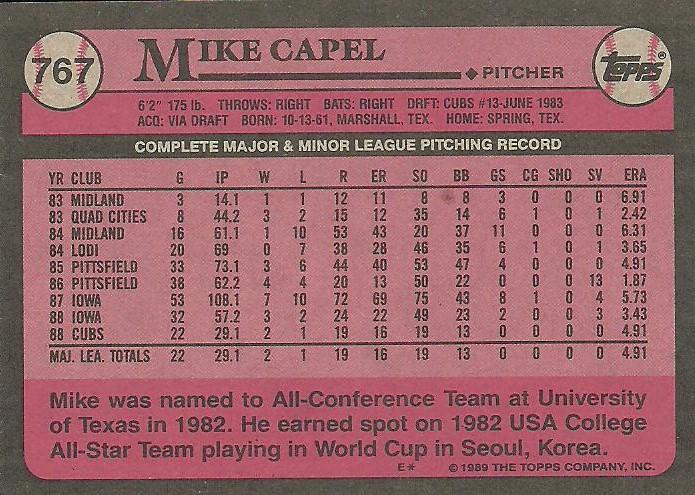 767 MIKE CAPEL TOPPS
PITCHER
6'2" 175 lb. THROWS: RIGHT BATS: RIGHT DRFT: CUBS #13-JUNE 1983
ACQ: VIA DRAFT BORN: 10-13-61, MARSHALL, TEX. HOME: SPRING, TEX.
COMPLETE MAJOR & MINOR LEAGUE PITCHING RECORD
YR CLUB G IP W L R ER SO BB GS CG SHO SV ERA
83 MIDLAND 3 14.1 1 1 12 11 8 8 3 0 0 0 6.91
83 QUAD CITIES 8 44.2 3 2 15 12 35 14 6 1 0 1 2.42
84 MIDLAND 16 61.1 1 10 53 43 20 37 11 0 0 0 6.31
84 LODI 20 69 0 7 38 28 46 35 6 1 0 1 3.65
85 PITTSFIELD 33 73.1 3 6 44 40 53 47 4 0 0 0 4.91
86 PITTSFIELD 38 62.2 4 4 20 13 50 22 0 0 0 13 1.87
87 IOWA 53 108.1 7 10 72 69 75 43 8 1 0 4 5.73
88 IOWA 32 57.2 3 2 24 22 49 23 2 0 0 3 3.43
88 CUBS 22 29.1 2 1 19 16 19 13 0 0 0 0 4.91
MAJ. LEA. TOTALS 22 29.1 2 1 19 16 19 13 0 0 0 0 4.91
Mike was named to All-Conference Team at University
of Texas in 1982. He earned spot on 1982 USA College
All-Star Team playing in World Cup in Seoul, Korea.
E* © 1989 THE TOPPS COMPANY, INC.